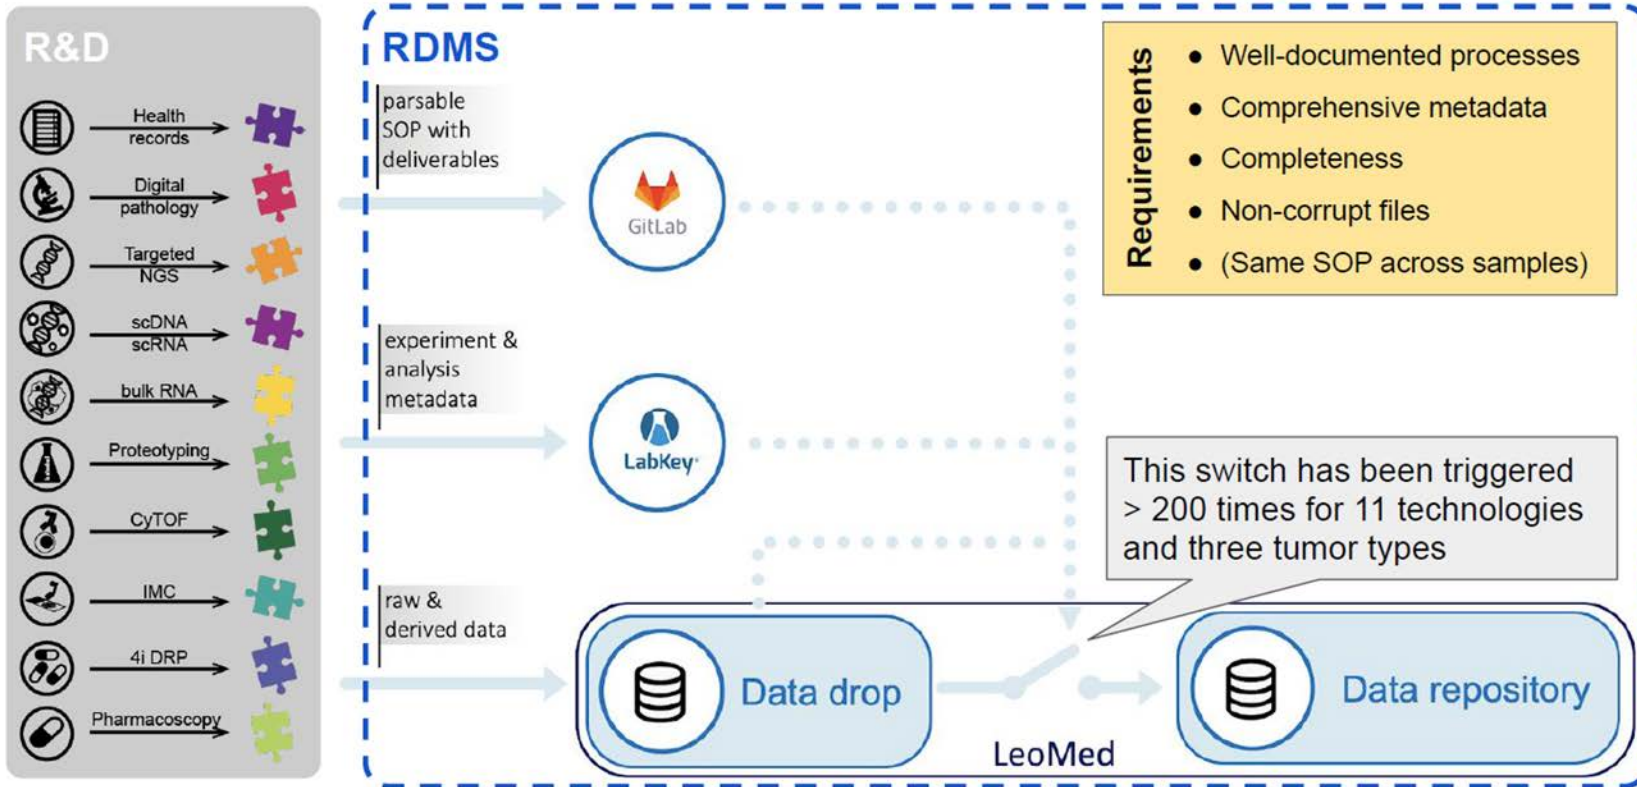 R&D
Health
records
Digital
pathology
Targeted
NGS
scDNA
scRNA
bulk RNA
Proteotyping
CyTOF
IMC
4i DRP
Pharmacoscopy
RDMS
parsable
SOP with
deliverables
GitLab
experiment &
analysis
metadata
LabKey
raw &
derived data
Data drop
LeoMed
Data repository
Requirements
● Well-documented processes
● Comprehensive metadata
● Completeness
● Non-corrupt files
● (Same SOP across samples)
This switch has been triggered
> 200 times for 11 technologies
and three tumor types